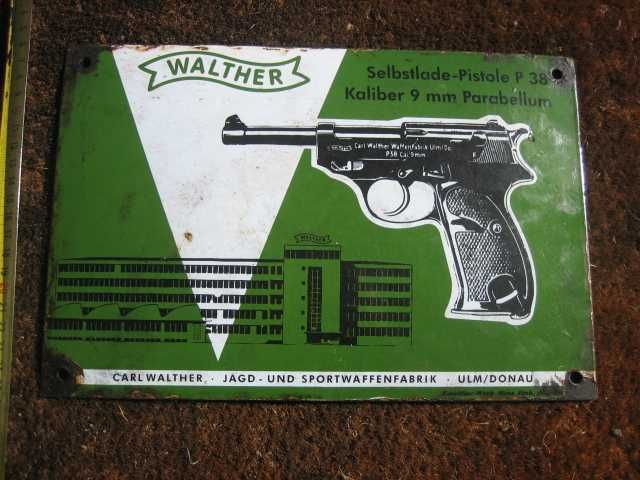 WALTHER
Selbstlade-Pistole P 38
Kaliber 9 mm Parabellum
Carl Walther Waffenfabrik Ulm/Do.
P38 Cal. 9mm
WALTHER
CARL WALTHER · JAGD- UND SPORTWAFFENFABRIK · ULM/DONAU